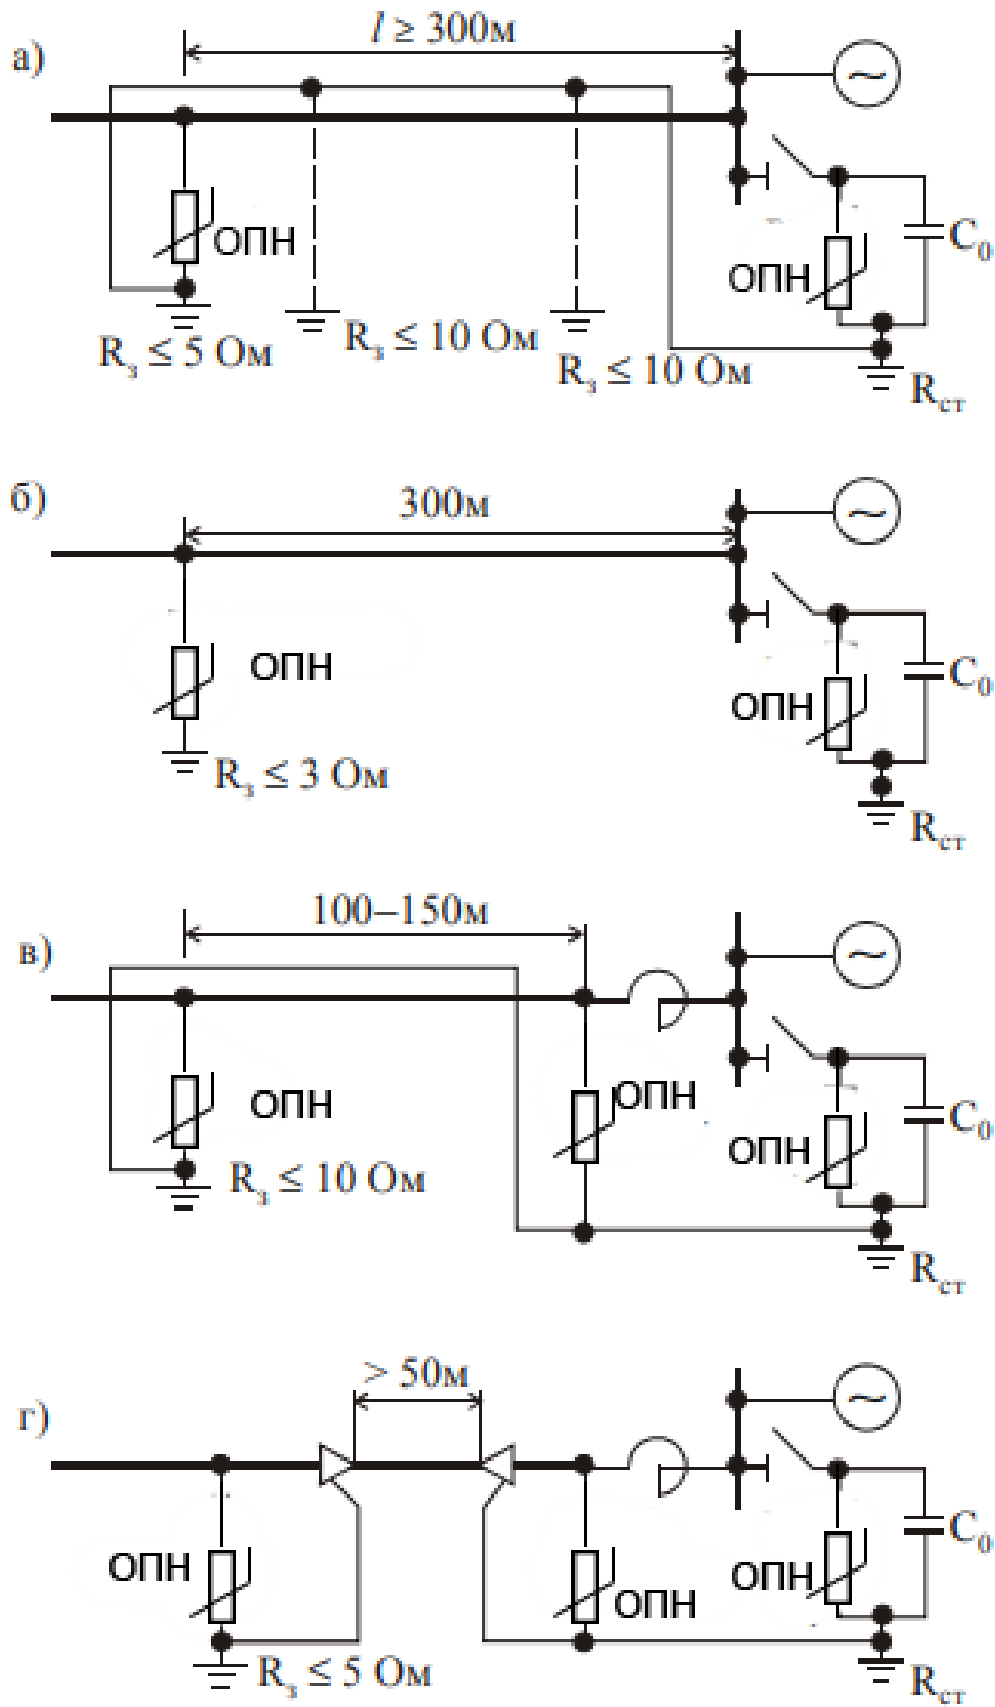 а)
l ≥ 300м
~
ОПН
ОПН
C₀
Rз ≤ 5 Ом
Rз ≤ 10 Ом
Rз ≤ 10 Ом
Rст
б)
300м
~
ОПН
ОПН
C₀
Rз ≤ 3 Ом
Rст
в)
100–150м
~
ОПН
ОПН
ОПН
C₀
Rз ≤ 10 Ом
Rст
г)
> 50м
~
ОПН
ОПН
ОПН
C₀
Rз ≤ 5 Ом
Rст